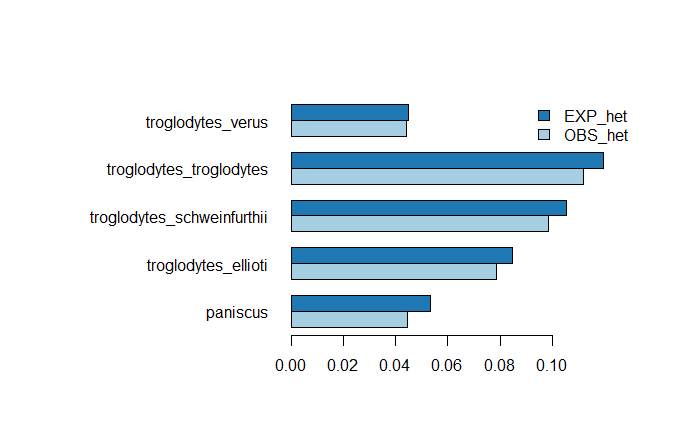 troglodytes_verus
EXP_het
OBS_het
troglodytes_troglodytes
troglodytes_schweinfurthii
troglodytes_ellioti
paniscus
0.00 0.02 0.04 0.06 0.08 0.10